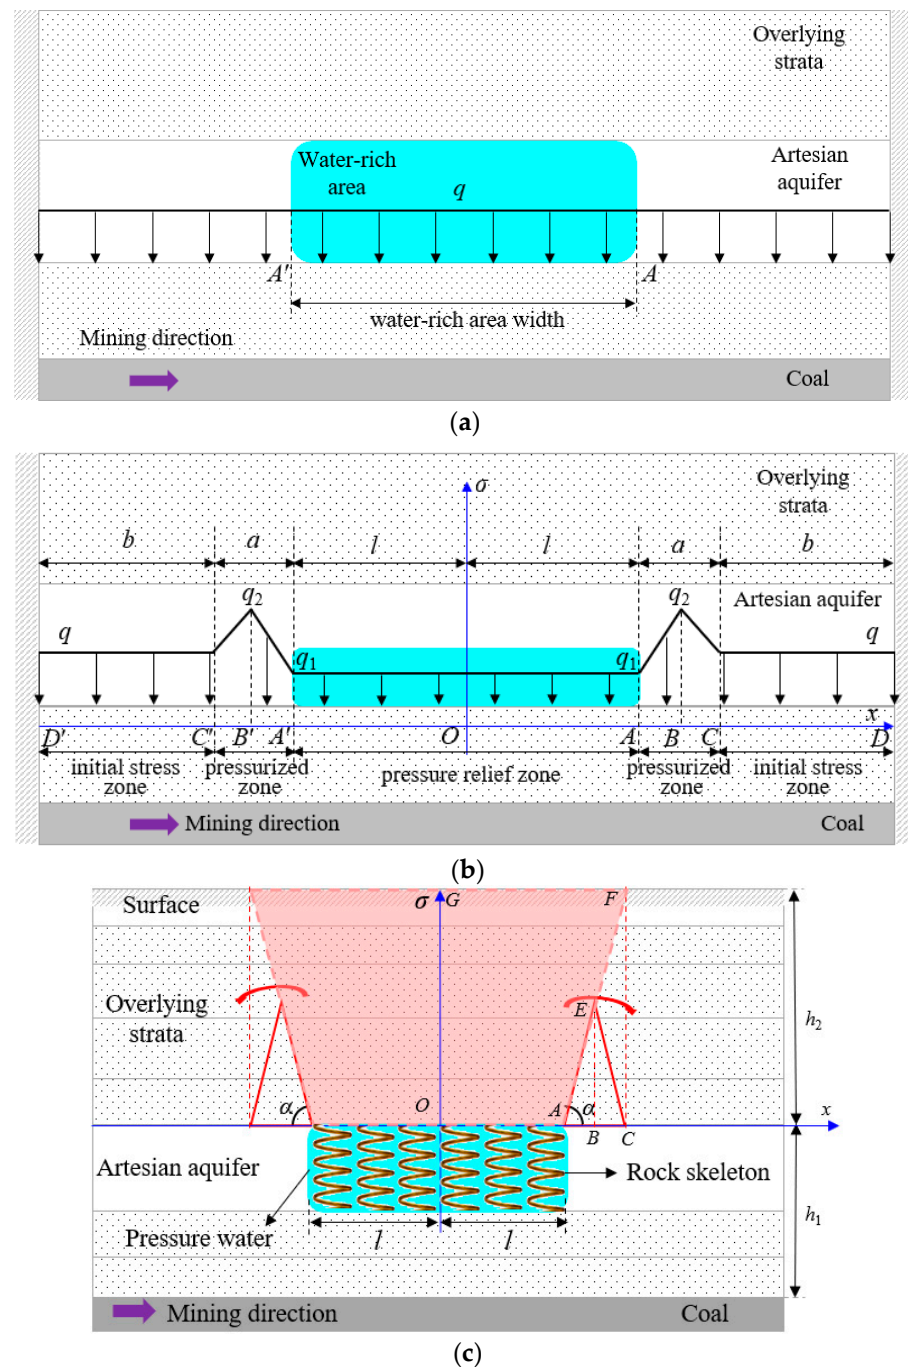 Overlying
strata
Water-rich
area
q
Artesian
aquifer
A'
A
water-rich area width
Mining direction
Coal
(a)
σ
Overlying
strata
b
a
l
l
a
b
q2
q2
Artesian aquifer
q
q
q1
q1
x
D'
C'
B'
A'
O
A
B
C
D
initial stress
zone
pressurized
zone
pressure relief zone
pressurized
zone
initial stress
zone
Mining direction
Coal
(b)
Surface
σ
G
F
Overlying
strata
E
h2
α
O
A
α
x
B
C
Artesian aquifer
Rock skeleton
h1
Pressure water
l
l
Mining direction
Coal
(c)